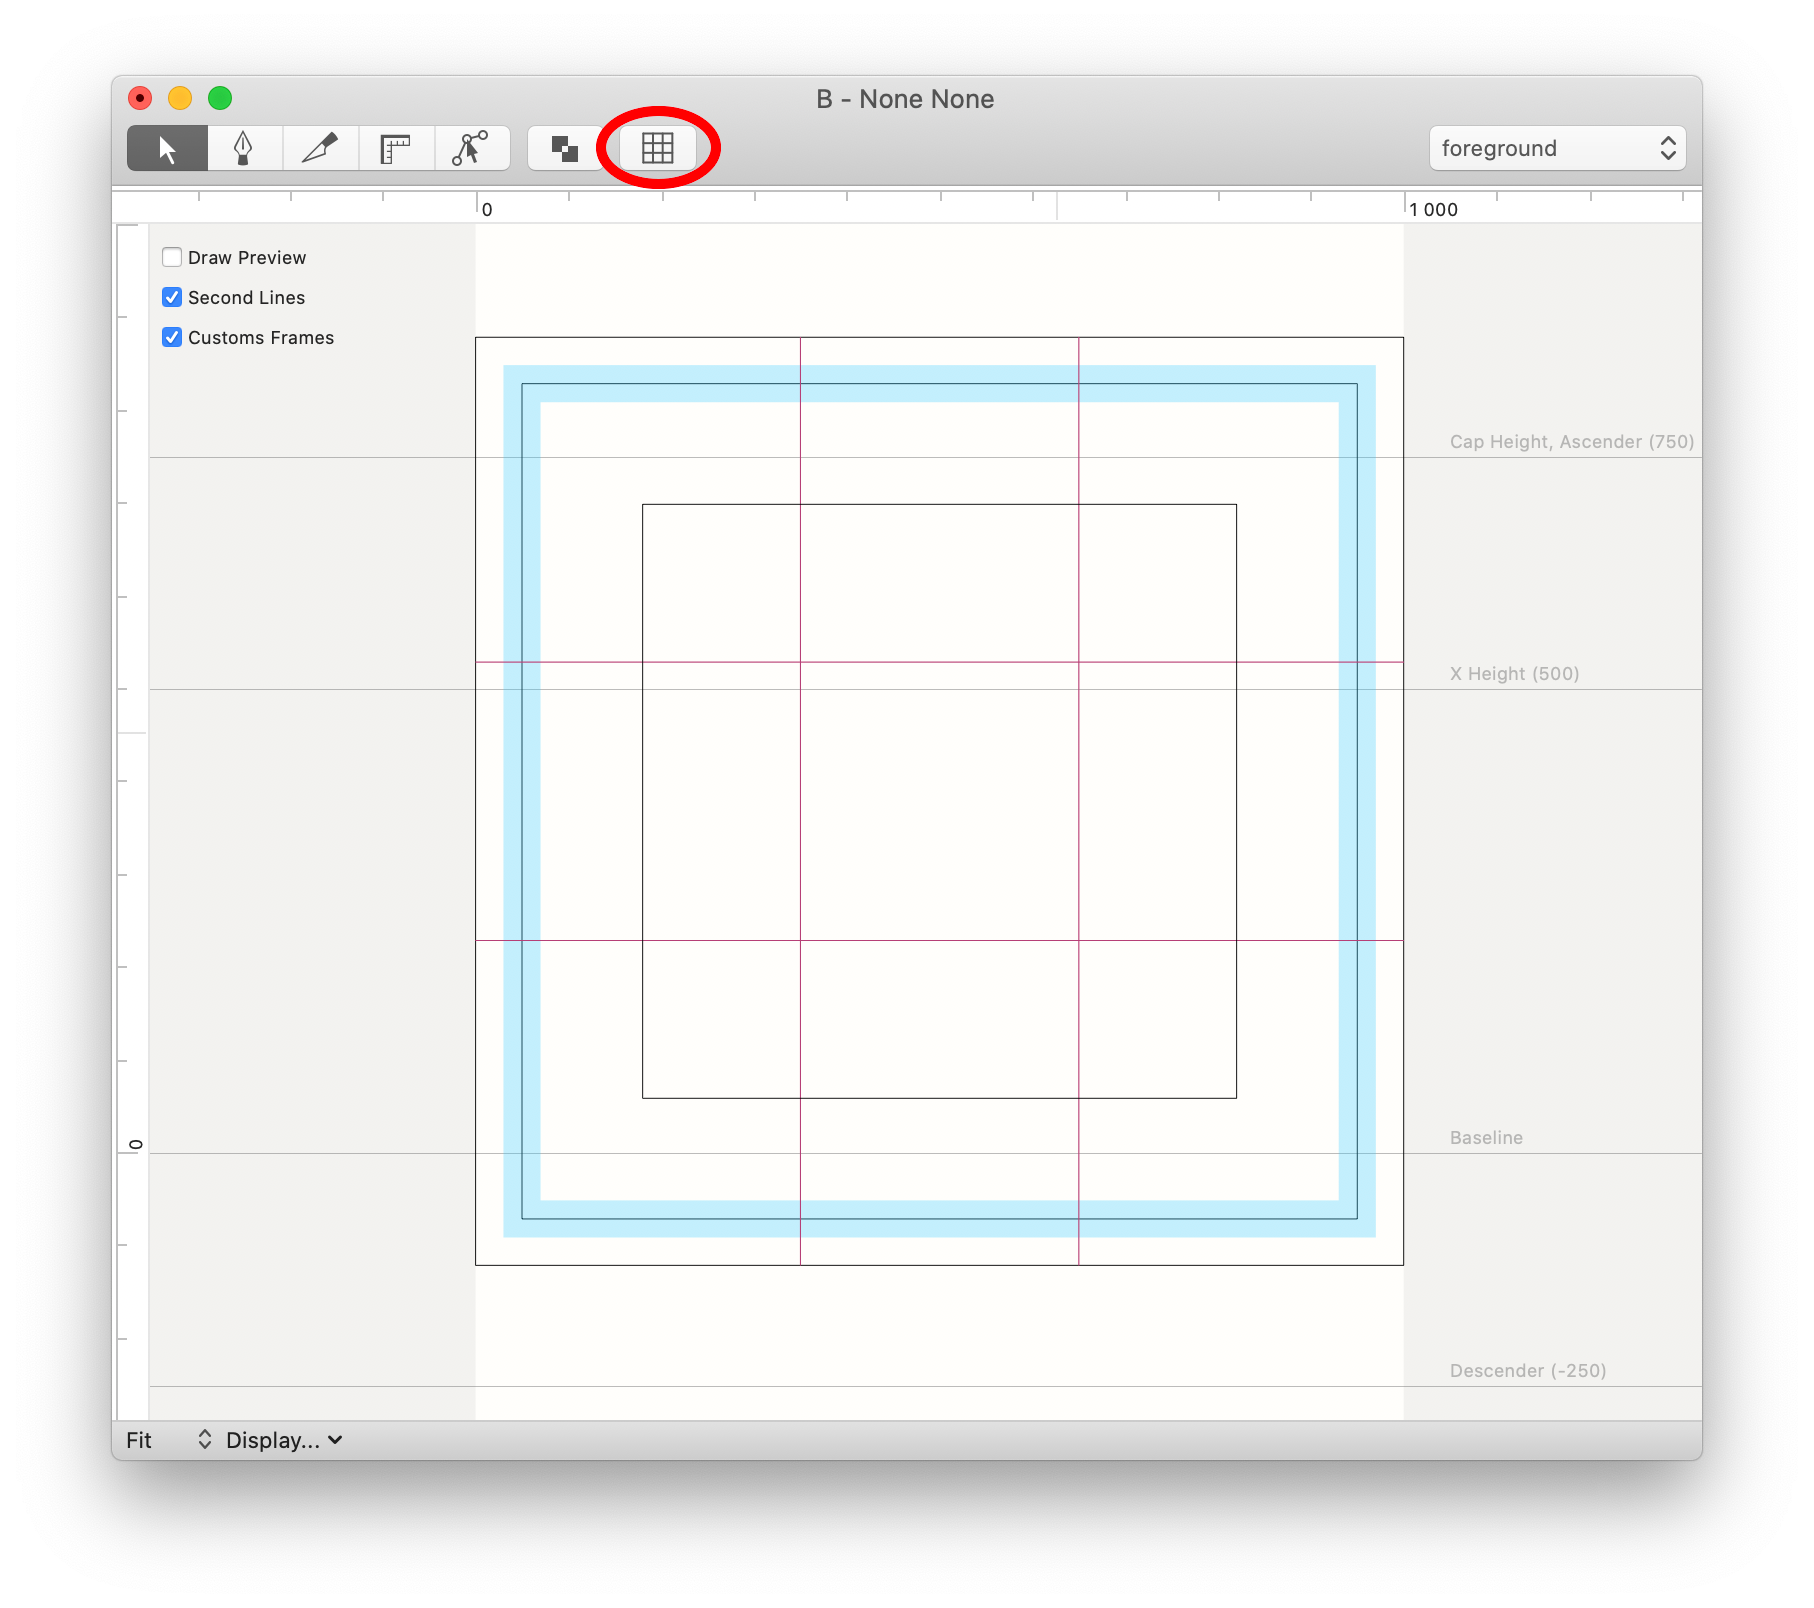 B - None None
foreground
0
1 000
Draw Preview
Second Lines
Customs Frames
Cap Height, Ascender (750)
X Height (500)
0
Baseline
Descender (-250)
Fit
Display...